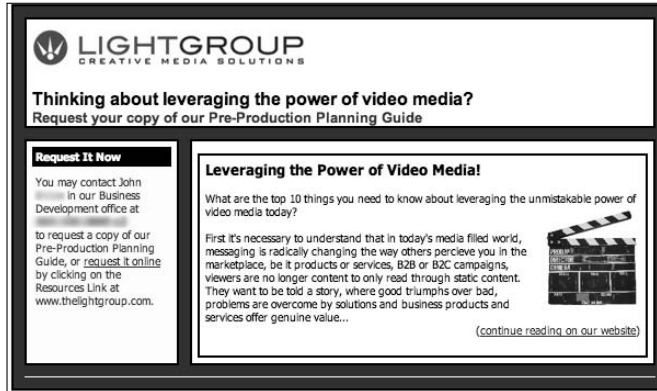 LIGHTGROUP
CREATIVE MEDIA SOLUTIONS
Thinking about leveraging the power of video media?
Request your copy of our Pre-Production Planning Guide
Request It Now
You may contact John
in our Business
Development office at
to request a copy of our
Pre-Production Planning
Guide, or request it online
by clicking on the
Resources Link at
www.thelightgroup.com.
Leveraging the Power of Video Media!
What are the top 10 things you need to know about leveraging the unmistakable power of
video media today?
First it's necessary to understand that in today's media filled world,
messaging is radically changing the way others percieve you in the
marketplace, be it products or services, B2B or B2C campaigns,
viewers are no longer content to only read through static content.
They want to be told a story, where good triumphs over bad,
problems are overcome by solutions and business products and
services offer genuine value...
(continue reading on our website)